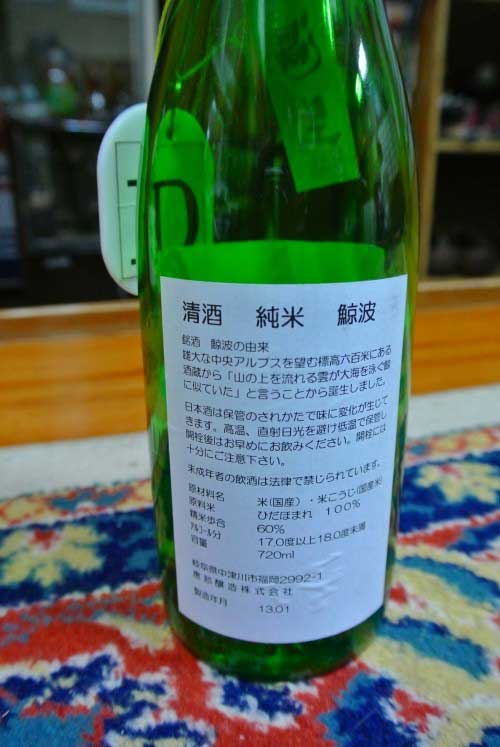 清酒　純米　鯨波
銘酒　鯨波の由来
雄大な中央アルプスを望む標高六百米にある
酒蔵から「山の上を流れる雲が大海を泳ぐ鯨
に似ていた」と言うことから誕生しました。
日本酒は保管のされかたで味に変化が生じて
きます。高温、直射日光を避け低温で保管し
開栓後はお早めにお飲みください。開栓には
十分にご注意下さい。
未成年者の飲酒は法律で禁じられています。
原材料名　米(国産)・米こうじ(国産米)
原料米　ひだほまれ　100%
精米歩合　60%
アルコール分　17.0度以上18.0度未満
容量　720ml
岐阜県中津川市福岡2992-1
恵那醸造株式会社
製造年月　13.01
D